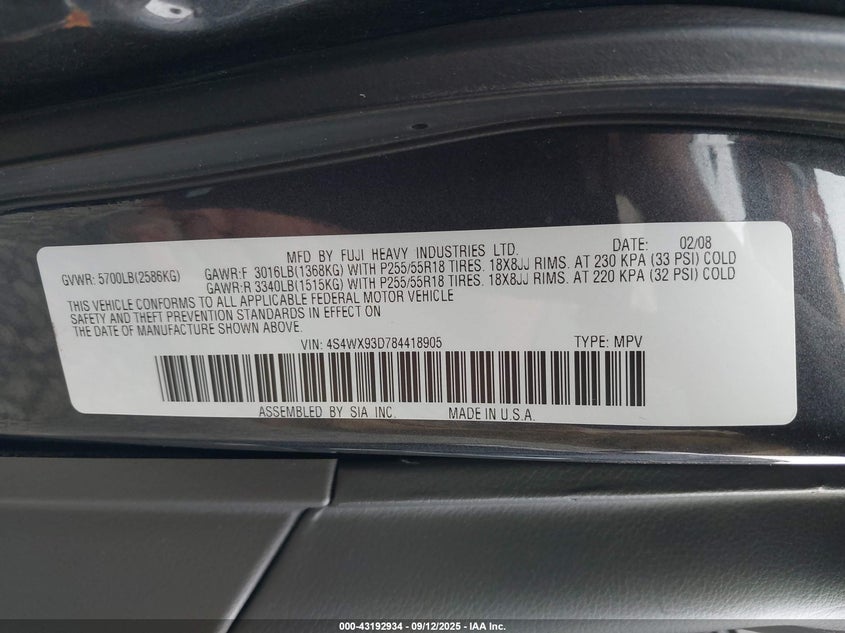 MFD BY FUJI HEAVY INDUSTRIES LTD. DATE: 02/08
GVWR: 5700LB(2586KG) GAWR:F 3016LB(1368KG) WITH P255/55R18 TIRES. 18X8JJ RIMS. AT 230 KPA (33 PSI) COLD
GAWR:R 3340LB(1515KG) WITH P255/55R18 TIRES. 18X8JJ RIMS. AT 220 KPA (32 PSI) COLD
THIS VEHICLE CONFORMS TO ALL APPLICABLE FEDERAL MOTOR VEHICLE
SAFETY AND THEFT PREVENTION STANDARDS IN EFFECT ON
THE DATE OF MANUFACTURE SHOWN ABOVE.
VIN: 4S4WX93D784418905 TYPE: MPV
ASSEMBLED BY SIA INC. MADE IN U.S.A.
000-43192934 - 09/12/2025 - IAA Inc.